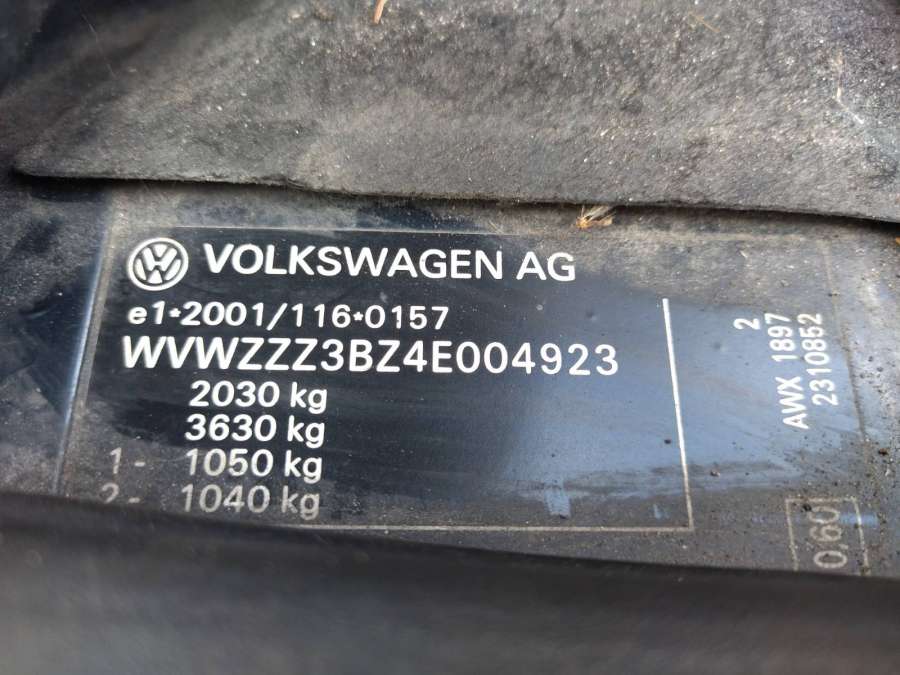 VOLKSWAGEN AG
e1*2001/116*0157
WVWZZZ3BZ4E004923
2030 kg
3630 kg
1- 1050 kg
2- 1040 kg
2
AWX 1897
2310852
0,60